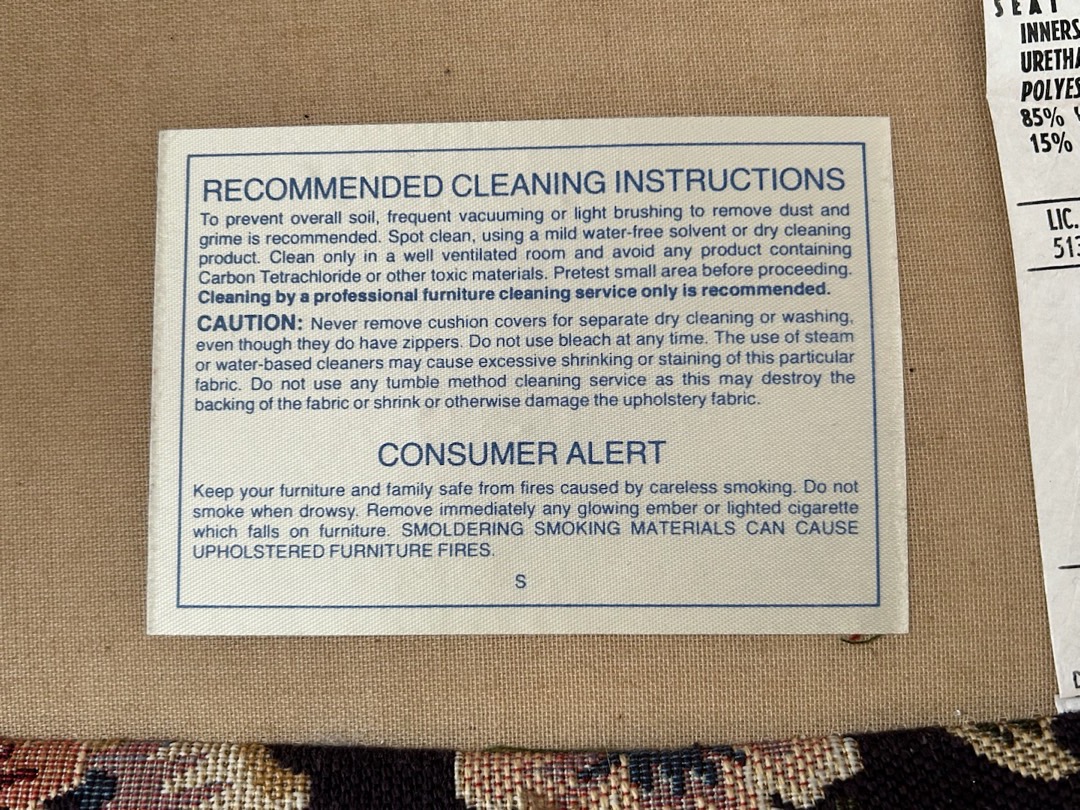 RECOMMENDED CLEANING INSTRUCTIONS
To prevent overall soil, frequent vacuuming or light brushing to remove dust and
grime is recommended. Spot clean, using a mild water-free solvent or dry cleaning
product. Clean only in a well ventilated room and avoid any product containing
Carbon Tetrachloride or other toxic materials. Pretest small area before proceeding.
Cleaning by a professional furniture cleaning service only is recommended.
CAUTION: Never remove cushion covers for separate dry cleaning or washing,
even though they do have zippers. Do not use bleach at any time. The use of steam
or water-based cleaners may cause excessive shrinking or staining of this particular
fabric. Do not use any tumble method cleaning service as this may destroy the
backing of the fabric or shrink or otherwise damage the upholstery fabric.
CONSUMER ALERT
Keep your furniture and family safe from fires caused by careless smoking. Do not
smoke when drowsy. Remove immediately any glowing ember or lighted cigarette
which falls on furniture. SMOLDERING SMOKING MATERIALS CAN CAUSE
UPHOLSTERED FURNITURE FIRES.
S
SEAT
INNERS
URETHA
POLYES
85%
15%
LIC.
513